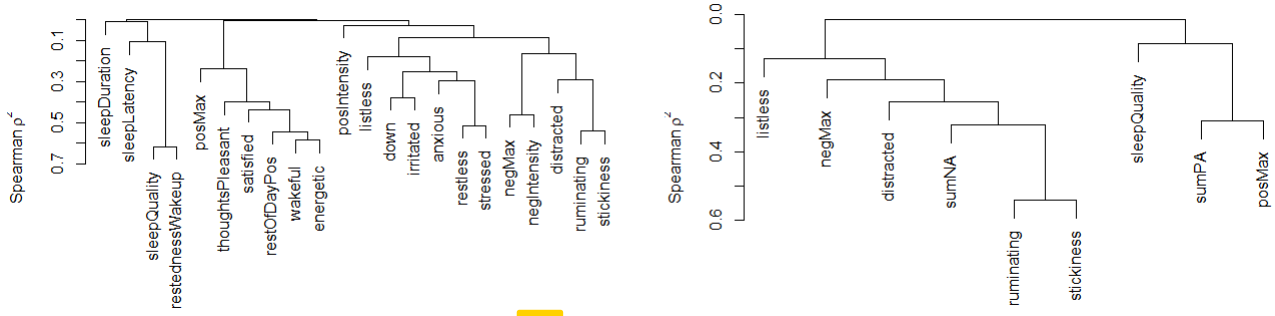 Spearman ρ²
0.1
0.3
0.5
0.7
sleepDuration
sleepLatency
sleepQuality
restednessWakeup
posMax
thoughtsPleasant
satisfied
restOfDayPos
wakeful
energetic
posIntensity
listless
down
irritated
anxious
restless
stressed
negMax
negIntensity
distracted
ruminating
stickiness
Spearman ρ²
0.0
0.2
0.4
0.6
listless
negMax
distracted
sumNA
ruminating
stickiness
sleepQuality
sumPA
posMax